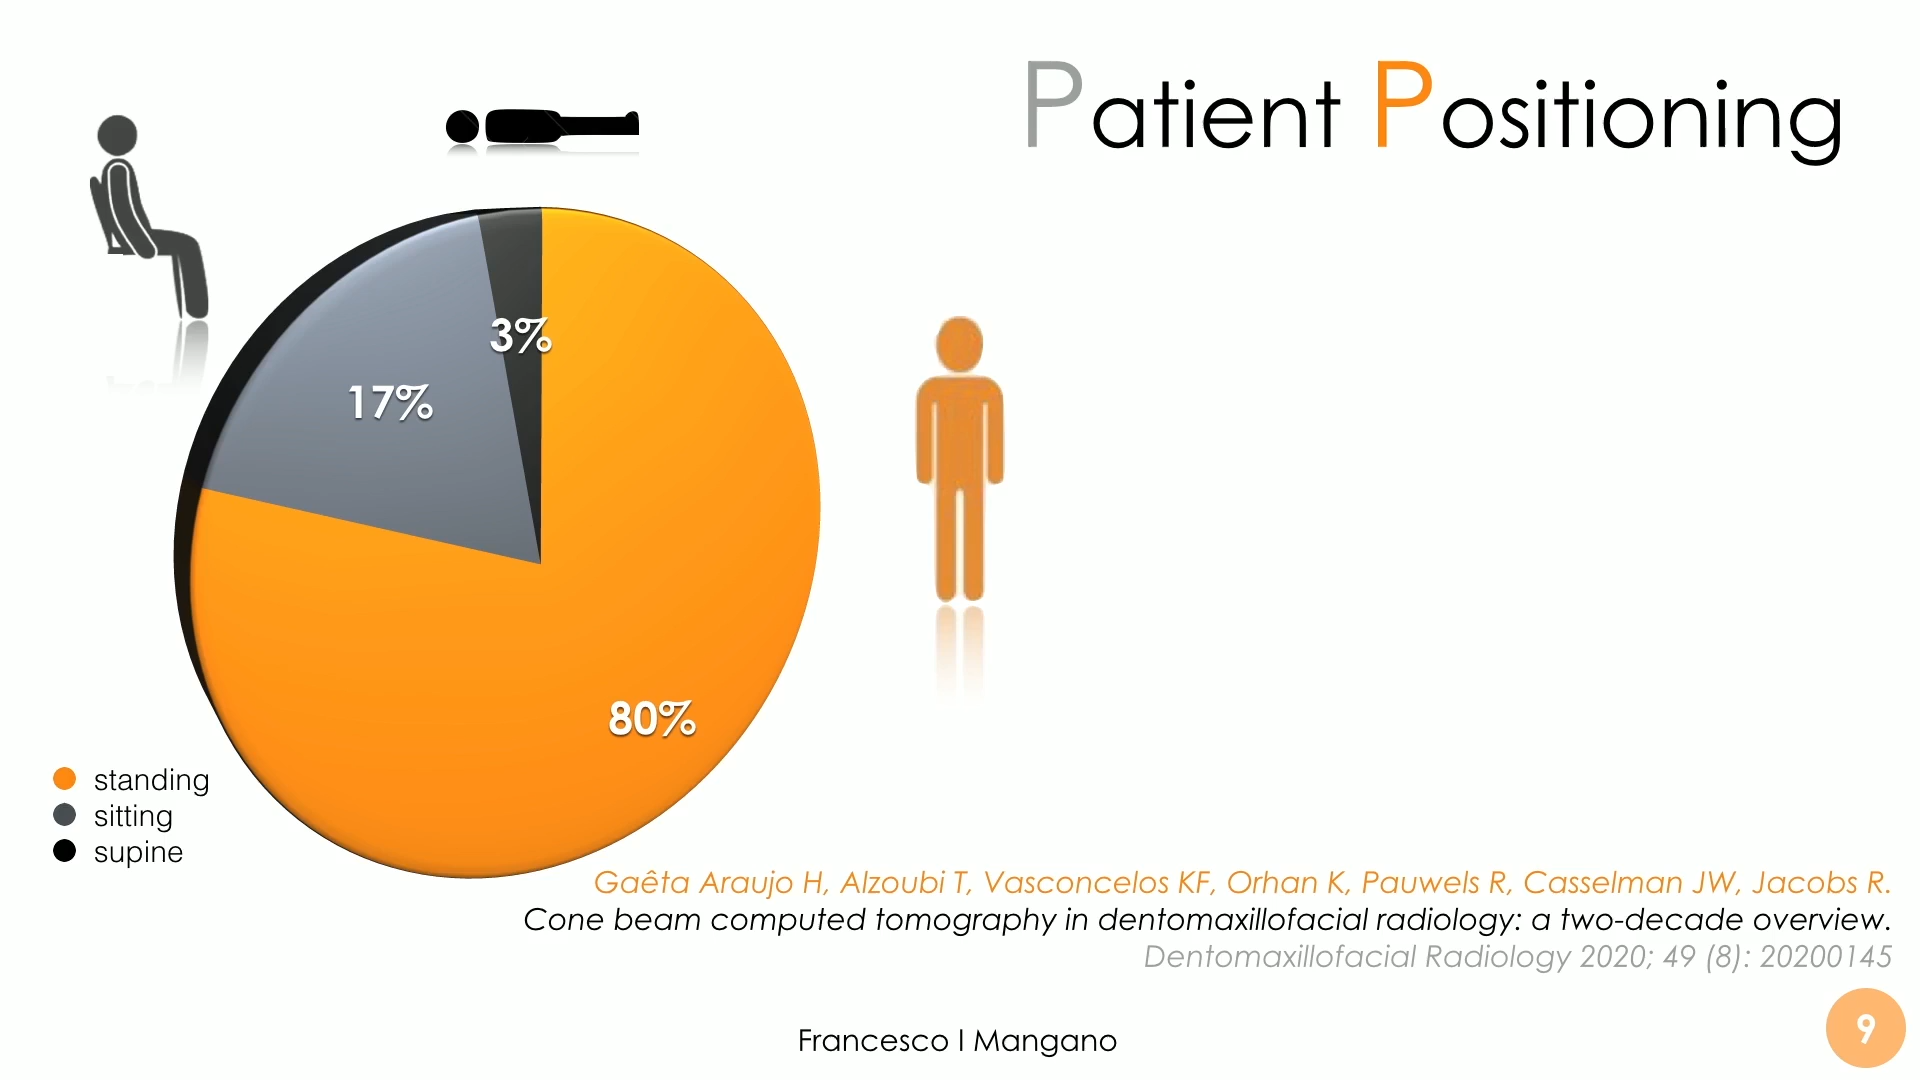 Patient Positioning
3%
17%
80%
standing
sitting
supine
Gaêta Araujo H, Alzoubi T, Vasconcelos KF, Orhan K, Pauwels R, Casselman JW, Jacobs R.
Cone beam computed tomography in dentomaxillofacial radiology: a two-decade overview.
Dentomaxillofacial Radiology 2020; 49 (8): 20200145
Francesco I Mangano
9